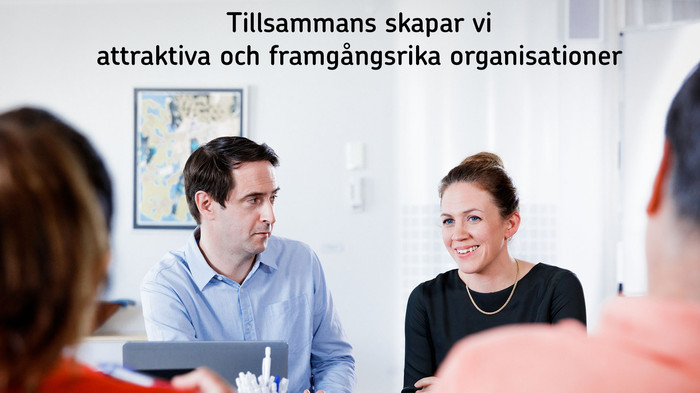 Tillsammans skapar vi
attraktiva och framgångsrika organisationer